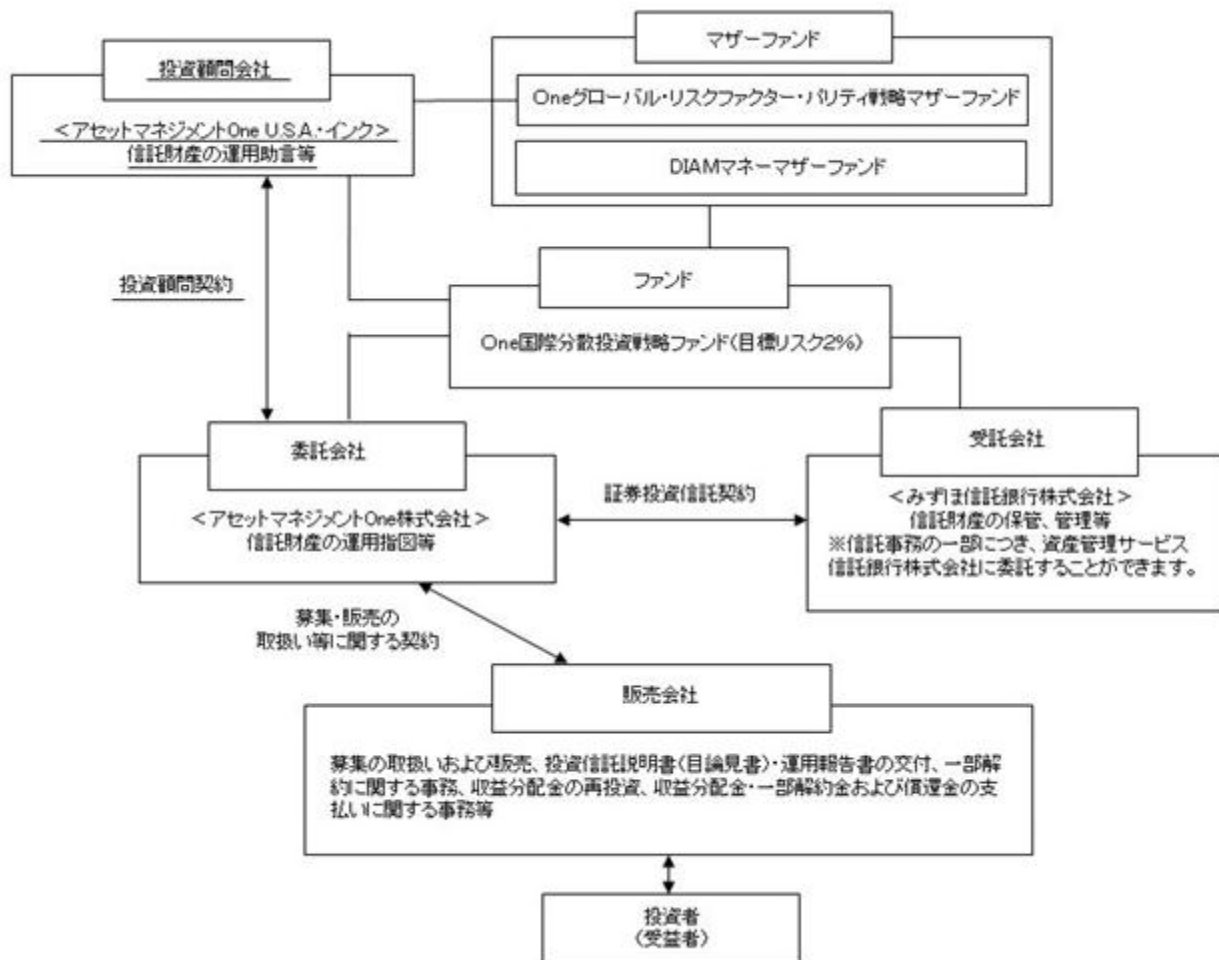 マザーファンド
Oneグローバル・リスクファクター・パリティ戦略マザーファンド
DIAMマネーマザーファンド
投資顧問会社
<アセットマネジメントOne U.S.A.・インク>
信託財産の運用助言等
投資顧問契約
ファンド
One国際分散投資戦略ファンド(目標リスク2%)
委託会社
<アセットマネジメントOne株式会社>
信託財産の運用指図等
証券投資信託契約
受託会社
<みずほ信託銀行株式会社>
信託財産の保管、管理等
※信託事務の一部につき、資産管理サービス
信託銀行株式会社に委託することができます。
募集・販売の
取扱い等に関する契約
販売会社
募集の取扱いおよび販売、投資信託説明書(目論見書)・運用報告書の交付、一部解
約に関する事務、収益分配金の再投資、収益分配金・一部解約金および償還金の支
払いに関する事務等
投資者
(受益者)